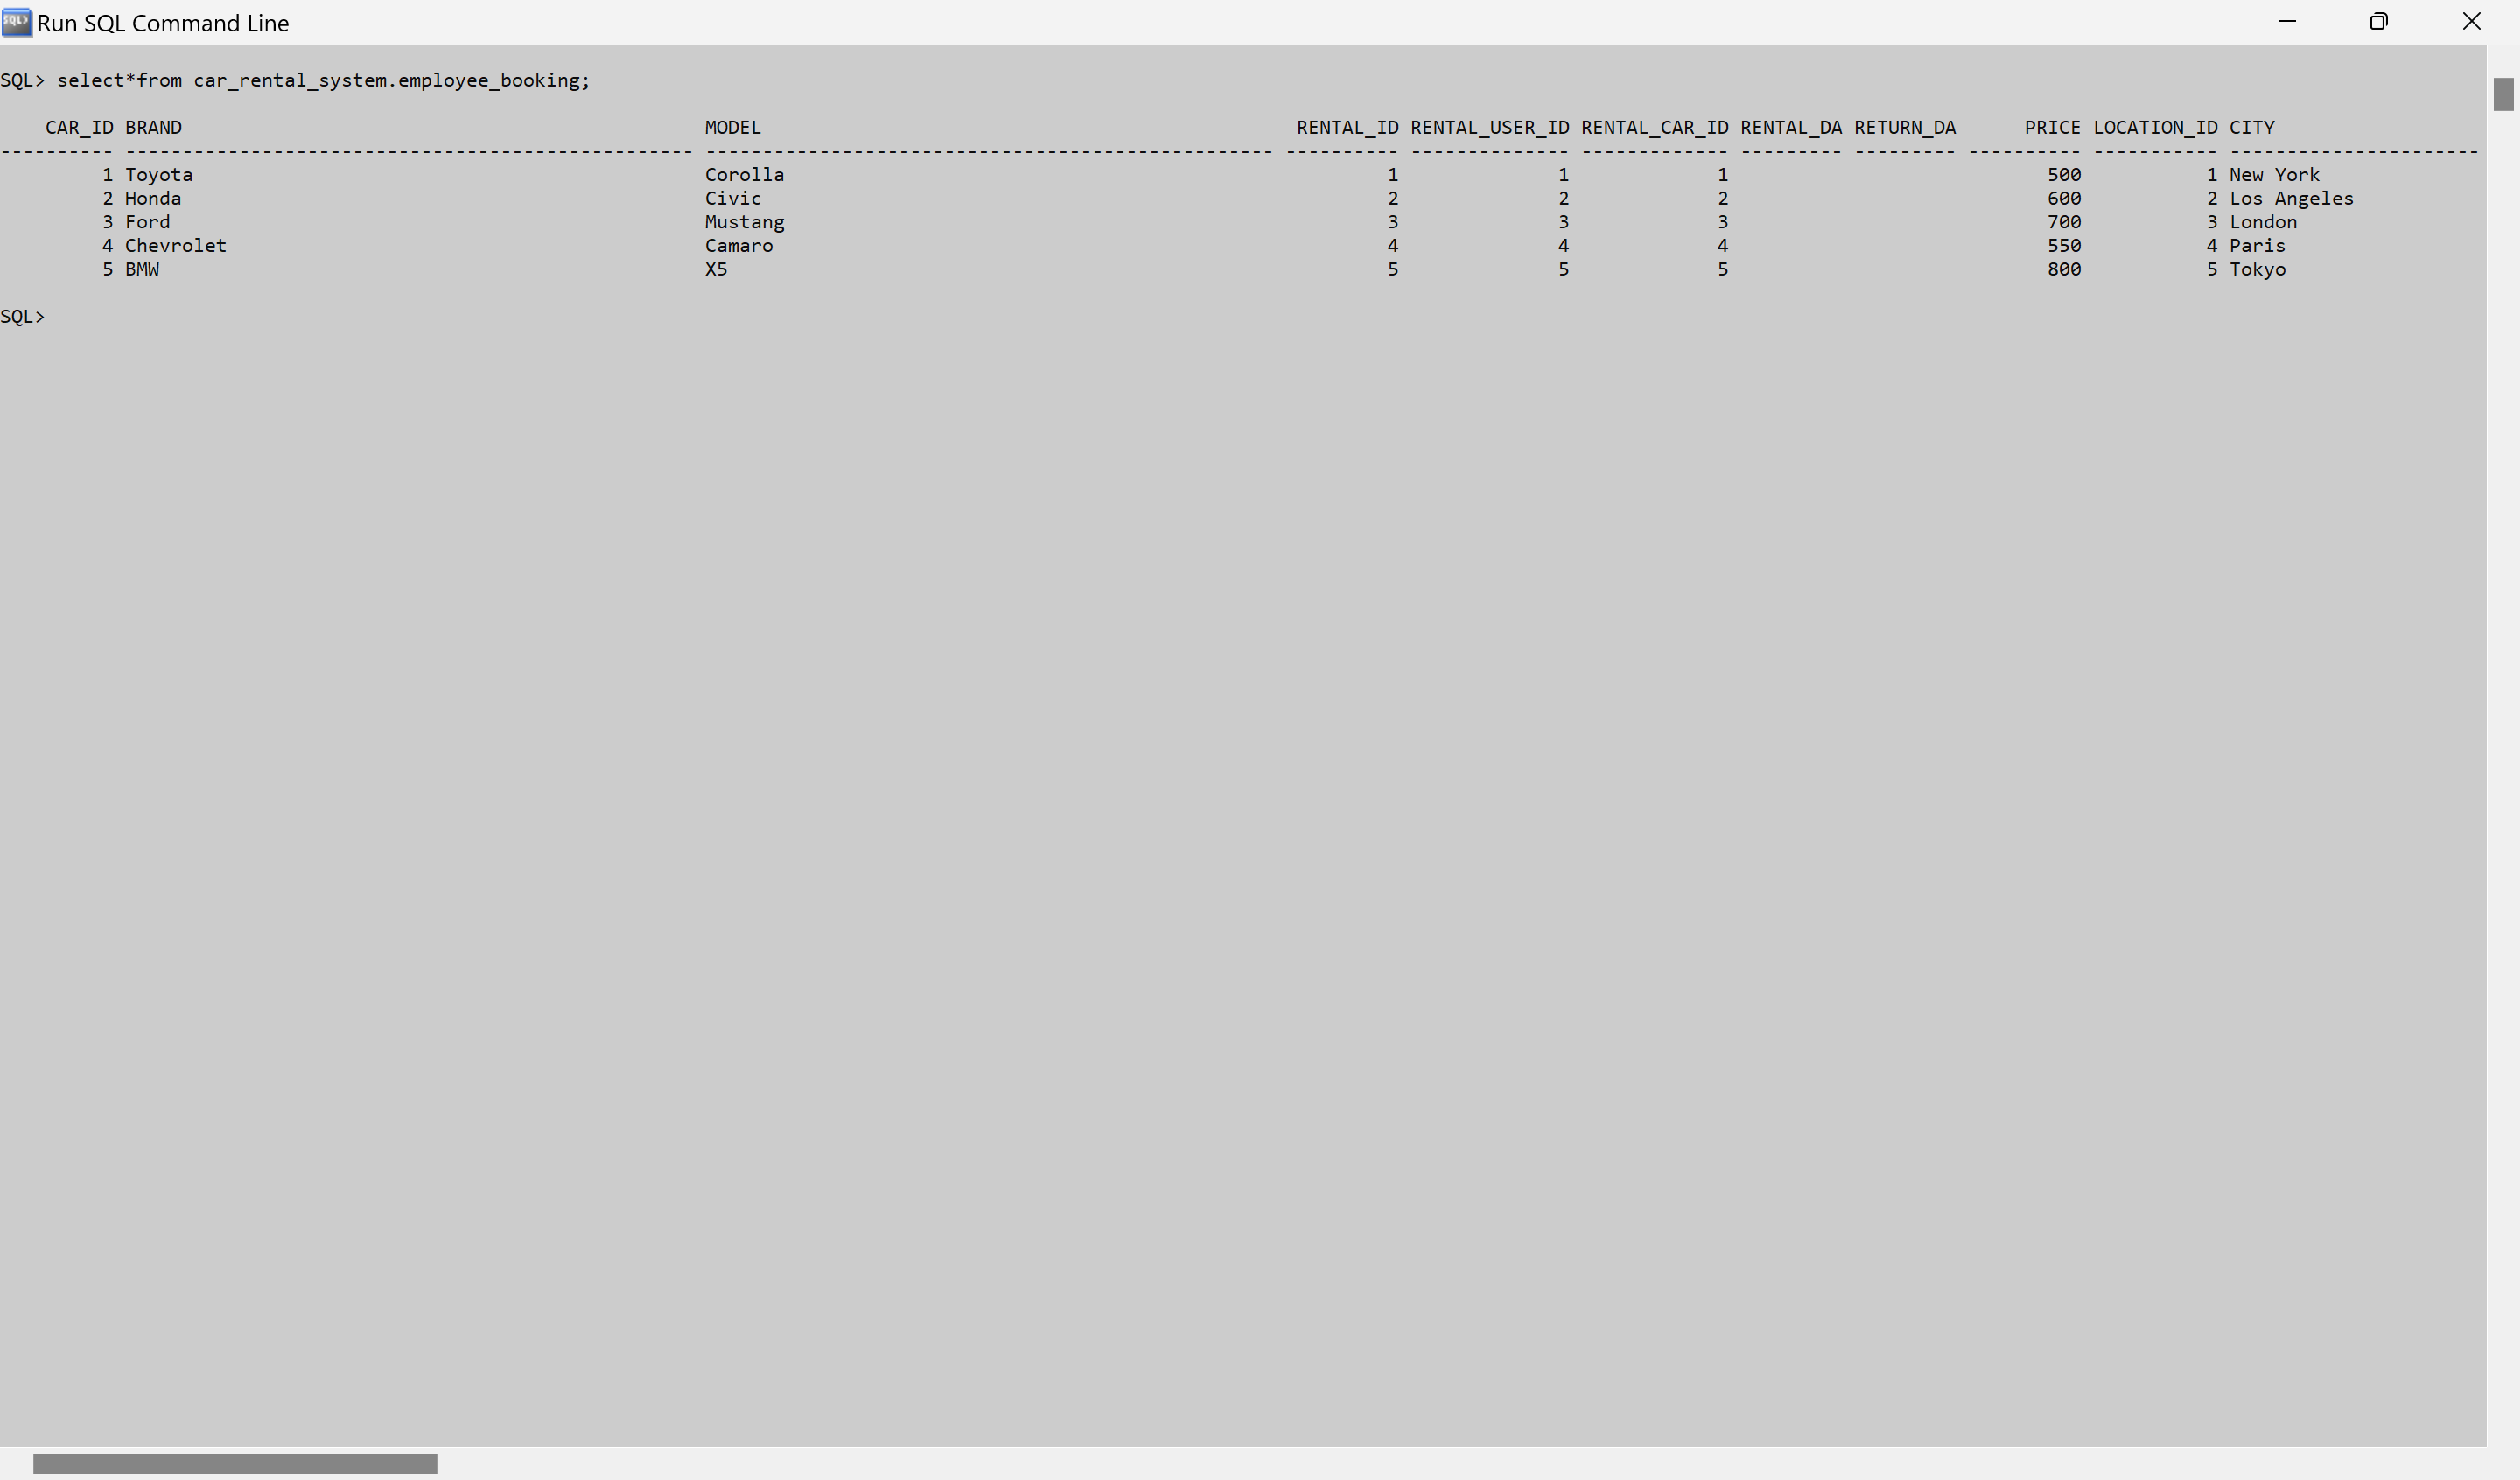 Run SQL Command Line
SQL> select*from car_rental_system.employee_booking;
CAR_ID BRAND MODEL RENTAL_ID RENTAL_USER_ID RENTAL_CAR_ID RENTAL_DA RETURN_DA PRICE LOCATION_ID CITY
---------- -------------------------------------------------- -------------------------------------------------- ---------- -------------- ------------- --------- --------- ---------- ----------- ----------------------
1 Toyota Corolla 1 1 1 500 1 New York
2 Honda Civic 2 2 2 600 2 Los Angeles
3 Ford Mustang 3 3 3 700 3 London
4 Chevrolet Camaro 4 4 4 550 4 Paris
5 BMW X5 5 5 5 800 5 Tokyo
SQL>